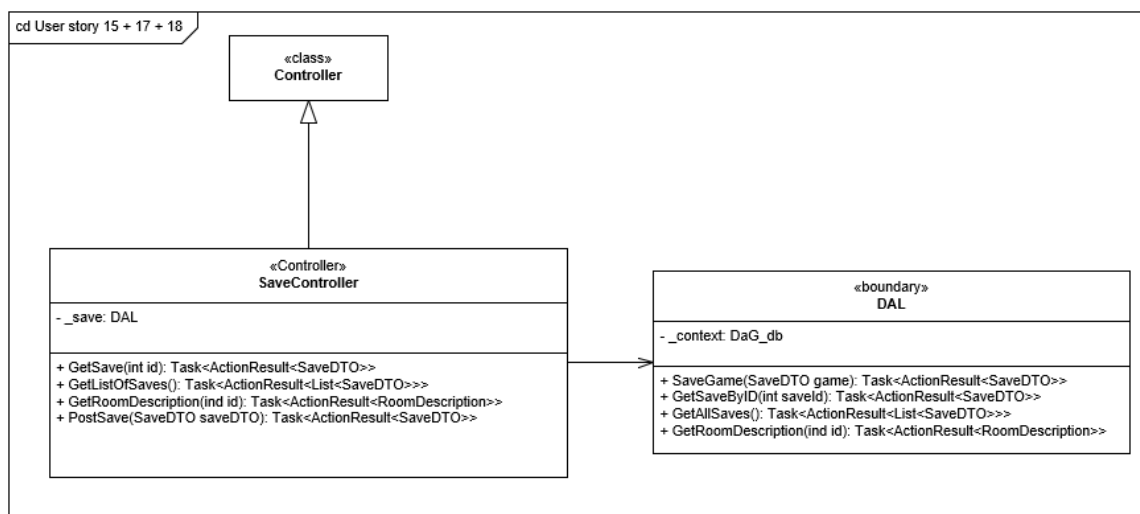 cd User story 15 + 17 + 18
«class»
Controller
«Controller»
SaveController
- _save: DAL
+ GetSave(int id): Task<ActionResult<SaveDTO>>
+ GetListOfSaves(): Task<ActionResult<List<SaveDTO>>>
+ GetRoomDescription(ind id): Task<ActionResult<RoomDescription>>
+ PostSave(SaveDTO saveDTO): Task<ActionResult<SaveDTO>>
«boundary»
DAL
- _context: DaG_db
+ SaveGame(SaveDTO game): Task<ActionResult<SaveDTO>>
+ GetSaveByID(int saveId): Task<ActionResult<SaveDTO>>
+ GetAllSaves(): Task<ActionResult<List<SaveDTO>>>
+ GetRoomDescription(ind id): Task<ActionResult<RoomDescription>>